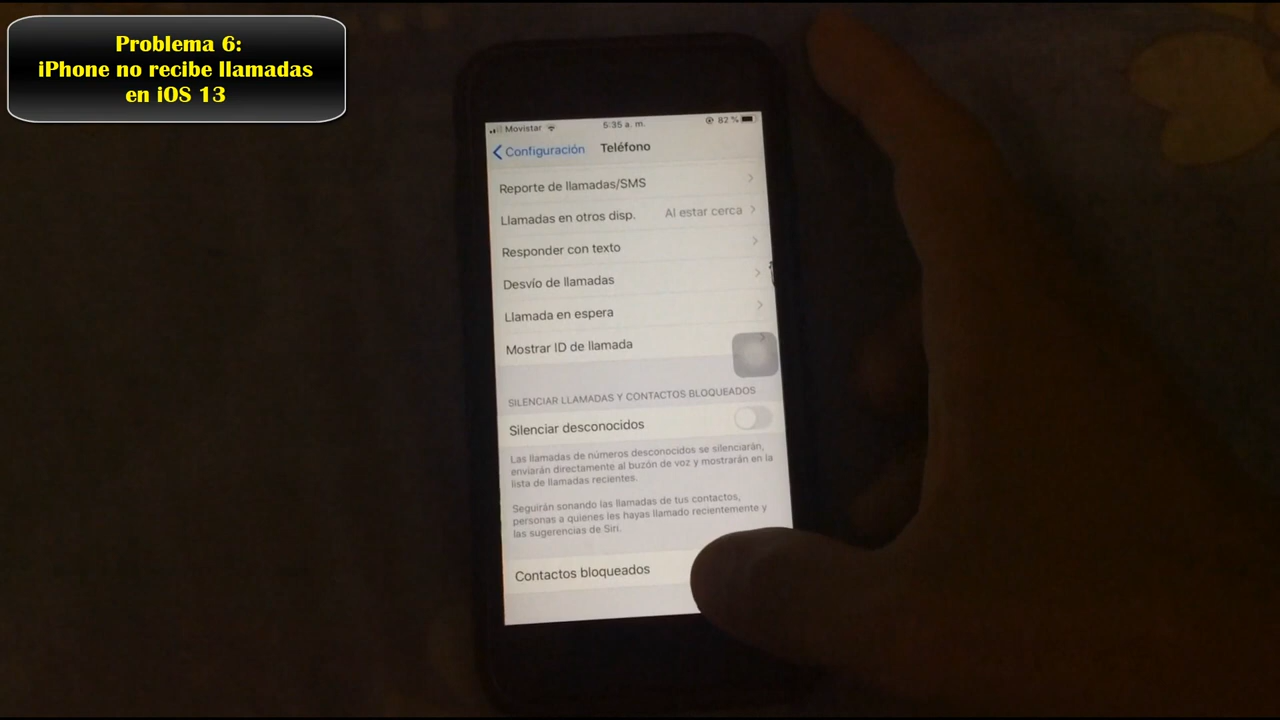 Problema 6:
iPhone no recibe llamadas
en iOS 13
Movistar
5:35 a. m.
82 %
Configuración
Teléfono
Reporte de llamadas/SMS
Llamadas en otros disp. Al estar cerca
Responder con texto
Desvío de llamadas
Llamada en espera
Mostrar ID de llamada
SILENCIAR LLAMADAS Y CONTACTOS BLOQUEADOS
Silenciar desconocidos
Las llamadas de números desconocidos se silenciarán,
enviarán directamente al buzón de voz y mostrarán en la
lista de llamadas recientes.
Seguirán sonando las llamadas de tus contactos,
personas a quienes les hayas llamado recientemente y
las sugerencias de Siri.
Contactos bloqueados